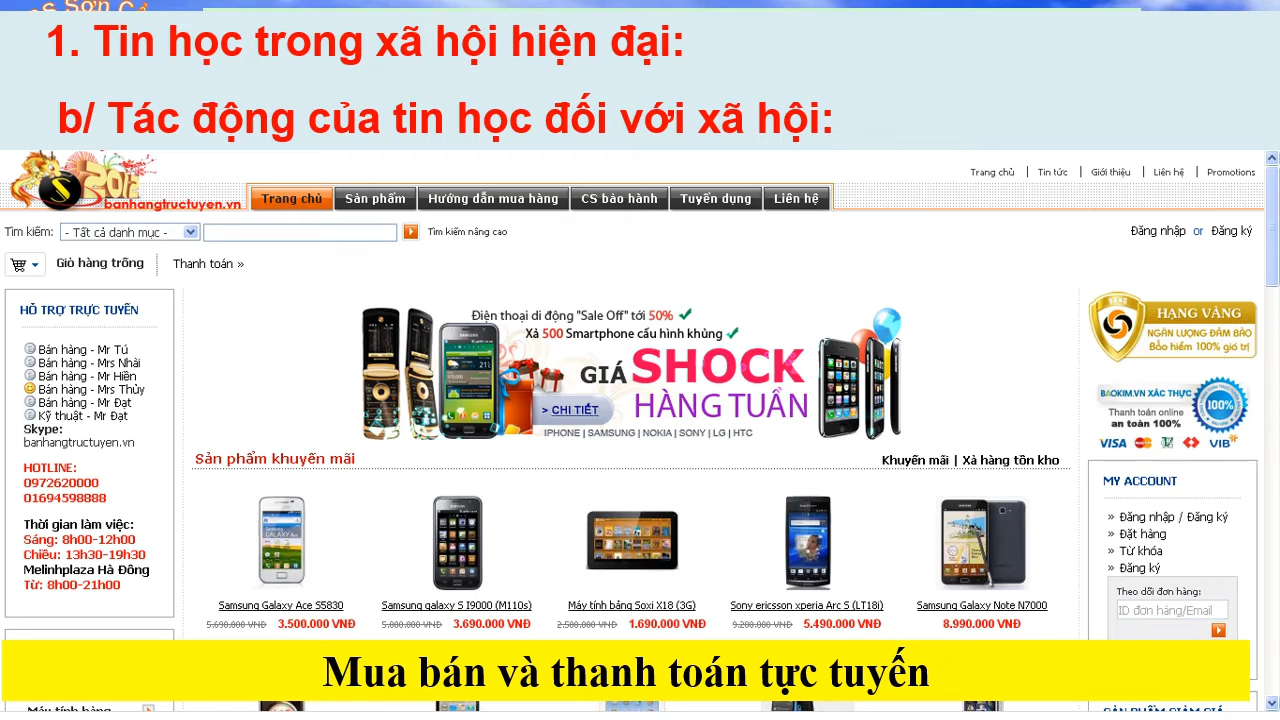 1. Tin học trong xã hội hiện đại:
b/ Tác động của tin học đối với xã hội:
Trang chủ | Tin tức | Giới thiệu | Liên hệ | Promotions
banhangtructuyen.vn
Trang chủ Sản phẩm Hướng dẫn mua hàng CS bảo hành Tuyển dụng Liên hệ
Tìm kiếm: - Tất cả danh mục - Tìm kiếm nâng cao
Đăng nhập or Đăng ký
Giỏ hàng trống Thanh toán »
HỖ TRỢ TRỰC TUYẾN
Bán hàng - Mr Tú
Bán hàng - Mrs Nhài
Bán hàng - Mr Hiên
Bán hàng - Mrs Thủy
Bán hàng - Mr Đạt
Kỹ thuật - Mr Đạt
Skype:
banhangtructuyen.vn
HOTLINE:
0972620000
01694598888
Thời gian làm việc:
Sáng: 8h00-12h00
Chiều: 13h30-19h30
Melinhplaza Hà Đông
Từ: 8h00-21h00
Điện thoại di động "Sale Off" tới 50%
Xả 500 Smartphone cấu hình khủng
GIÁ SHOCK
HÀNG TUẦN
> CHI TIẾT
IPHONE | SAMSUNG | NOKIA | SONY | LG | HTC
Sản phẩm khuyến mãi
Khuyến mãi | Xả hàng tồn kho
Samsung Galaxy Ace S5830
5.690.000 VNĐ 3.500.000 VNĐ
Samsung galaxy S I9000 (M110s)
5.000.000 VNĐ 3.690.000 VNĐ
Máy tính bảng Soxi X18 (3G)
2.500.000 VNĐ 1.690.000 VNĐ
Sony ericsson xperia Arc S (LT18i)
9.200.000 VNĐ 5.490.000 VNĐ
Samsung Galaxy Note N7000
8.990.000 VNĐ
HẠNG VÀNG
NGÂN LƯỢNG ĐẢM BẢO
Bảo hiểm 100% giá trị
BAOKIM.VN XÁC THỰC
Thanh toán online
an toàn 100%
100%
VISA VIB
MY ACCOUNT
» Đăng nhập / Đăng ký
» Đặt hàng
» Từ khóa
» Đăng ký
Theo dõi đơn hàng:
ID đơn hàng/Email
Mua bán và thanh toán tực tuyến